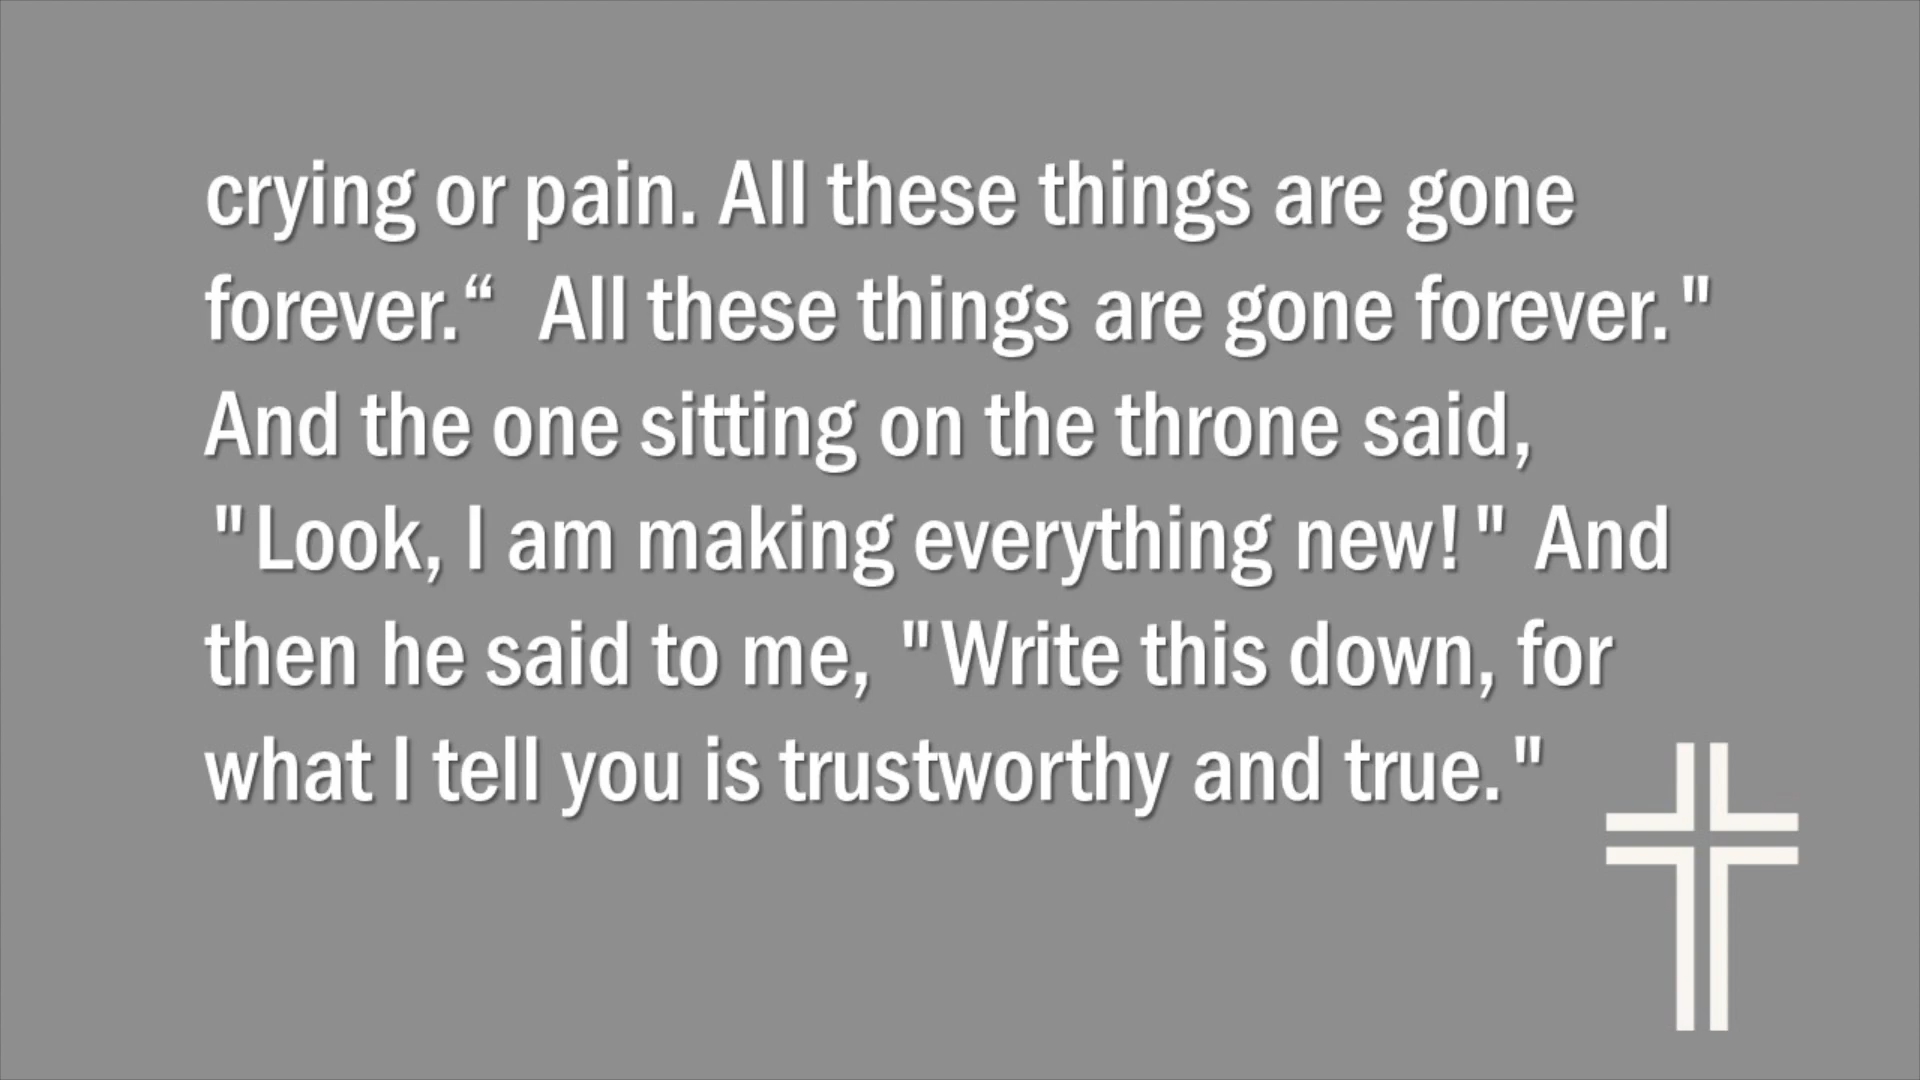 crying or pain. All these things are gone
forever.“ All these things are gone forever."
And the one sitting on the throne said,
"Look, I am making everything new!" And
then he said to me, "Write this down, for
what I tell you is trustworthy and true."